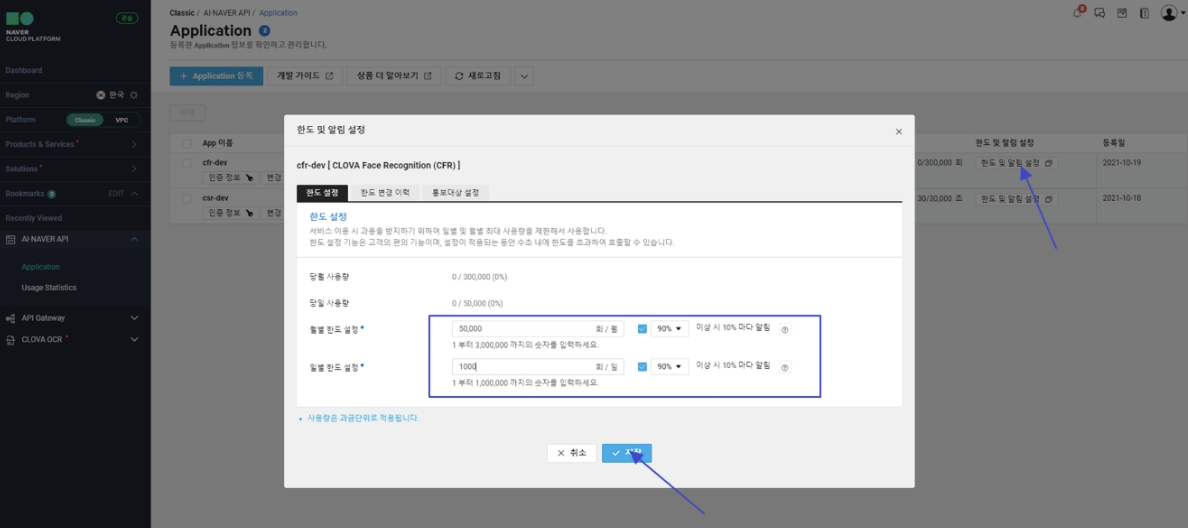 NAVER
CLOUD PLATFORM
Dashboard
Region 한국
Platform Classic VPC
Products & Services
Solutions
Bookmarks EDIT
Recently Viewed
AI·NAVER API
Application
Usage Statistics
API Gateway
CLOVA OCR
Classic / AI·NAVER API / Application
Application
등록한 Application 정보를 확인하고 관리합니다.
+ Application 등록 개발 가이드 상품 더 알아보기 새로고침
삭제
App 이름 한도 및 알림 설정 등록일
cfr-dev 0/300,000 회 한도 및 알림 설정 2021-10-19
인증 정보 변경
csr-dev 30/30,000 초 한도 및 알림 설정 2021-10-18
인증 정보 변경
한도 및 알림 설정
cfr-dev [ CLOVA Face Recognition (CFR) ]
한도 설정 한도 변경 이력 통보대상 설정
한도 설정
서비스 이용 시 과용을 방지하기 위하여 일별 및 월별 최대 사용량을 제한해서 사용합니다.
한도 설정 기능은 고객의 편의 기능이며, 설정이 적용되는 동안 수초 내에 한도를 초과하여 호출할 수 있습니다.
당월 사용량 0 / 300,000 (0%)
당일 사용량 0 / 50,000 (0%)
월별 한도 설정 50,000 회 / 월 90% 이상 시 10% 마다 알림
1 부터 3,000,000 까지의 숫자를 입력하세요.
일별 한도 설정 1000 회 / 일 90% 이상 시 10% 마다 알림
1 부터 1,000,000 까지의 숫자를 입력하세요.
사용량은 과금단위로 적용됩니다.
취소 저장